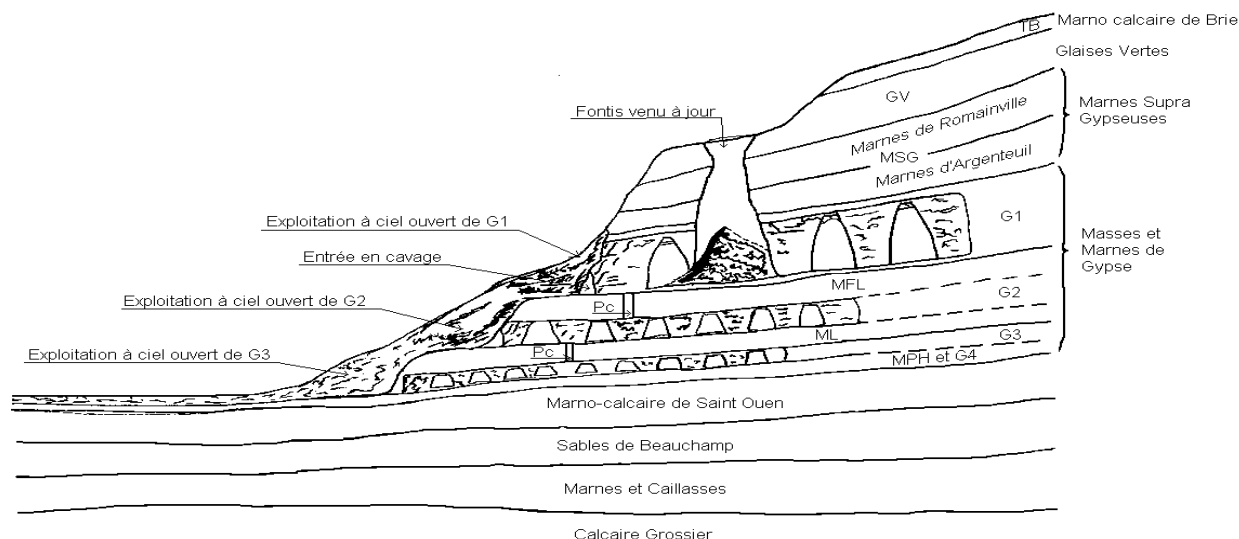 TB
Marno calcaire de Brie
Glaises Vertes
GV
Fontis venu à jour
Marnes Supra
Gypseuses
Marnes de Romainville
MSG
Marnes d'Argenteuil
Exploitation à ciel ouvert de G1
G1
Masses et
Marnes de
Gypse
Entrée en cavage
MFL
G2
Exploitation à ciel ouvert de G2
Pc
ML
G3
Exploitation à ciel ouvert de G3
Pc
MPH et G4
Marno-calcaire de Saint Ouen
Sables de Beauchamp
Marnes et Caillasses
Calcaire Grossier